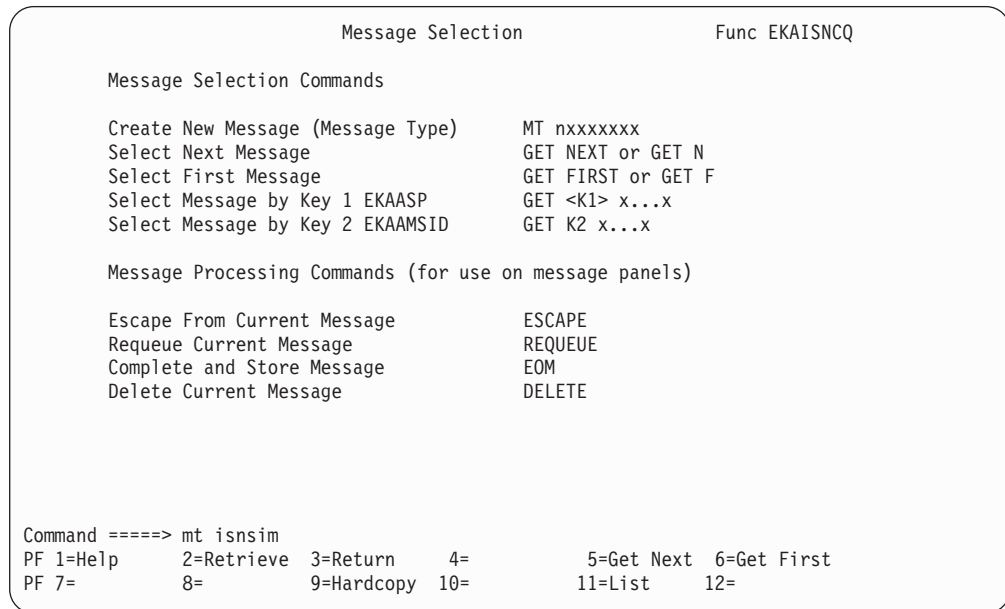 Message Selection Func EKAISNCQ
Message Selection Commands
Create New Message (Message Type) MT nxxxxxxx
Select Next Message GET NEXT or GET N
Select First Message GET FIRST or GET F
Select Message by Key 1 EKAASP GET <K1> x...x
Select Message by Key 2 EKAAMSID GET K2 x...x
Message Processing Commands (for use on message panels)
Escape From Current Message ESCAPE
Requeue Current Message REQUEUE
Complete and Store Message EOM
Delete Current Message DELETE
Command =====> mt isnsim
PF 1=Help 2=Retrieve 3=Return 4= 5=Get Next 6=Get First
PF 7= 8= 9=Hardcopy 10= 11=List 12=